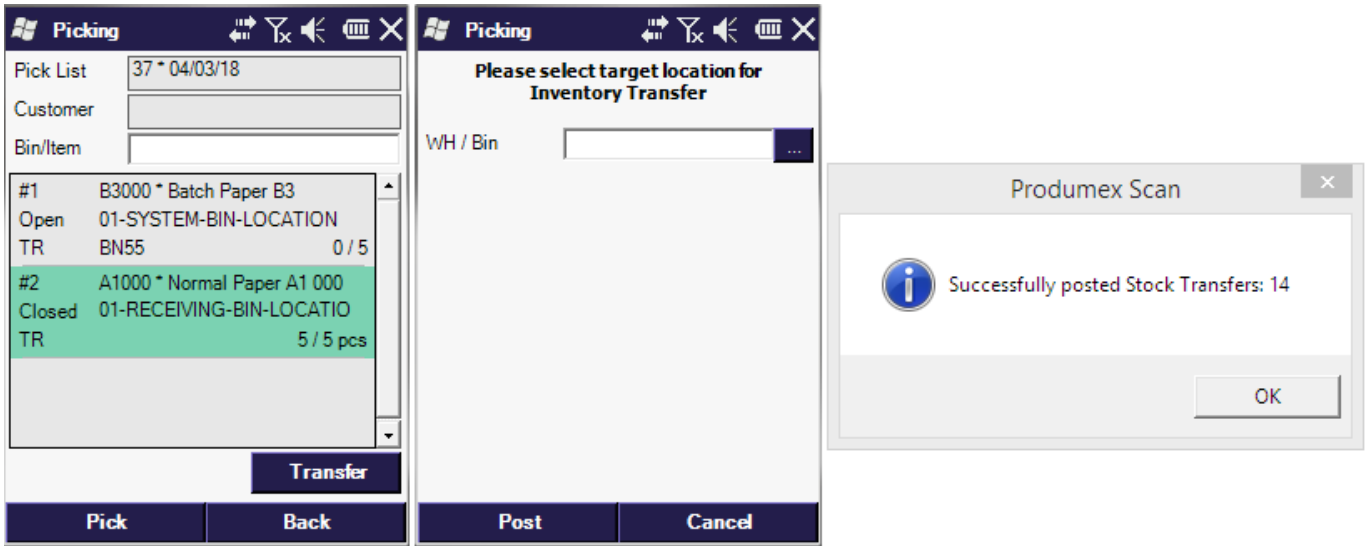 Picking
Pick List 37 * 04/03/18
Customer
Bin/Item
#1 B3000 * Batch Paper B3
Open 01-SYSTEM-BIN-LOCATION
TR BN55 0 / 5
#2 A1000 * Normal Paper A1 000
Closed 01-RECEIVING-BIN-LOCATIO
TR 5 / 5 pcs
Transfer
Pick Back
Picking
Please select target location for
Inventory Transfer
WH / Bin ...
Post Cancel
Produmex Scan
Successfully posted Stock Transfers: 14
OK